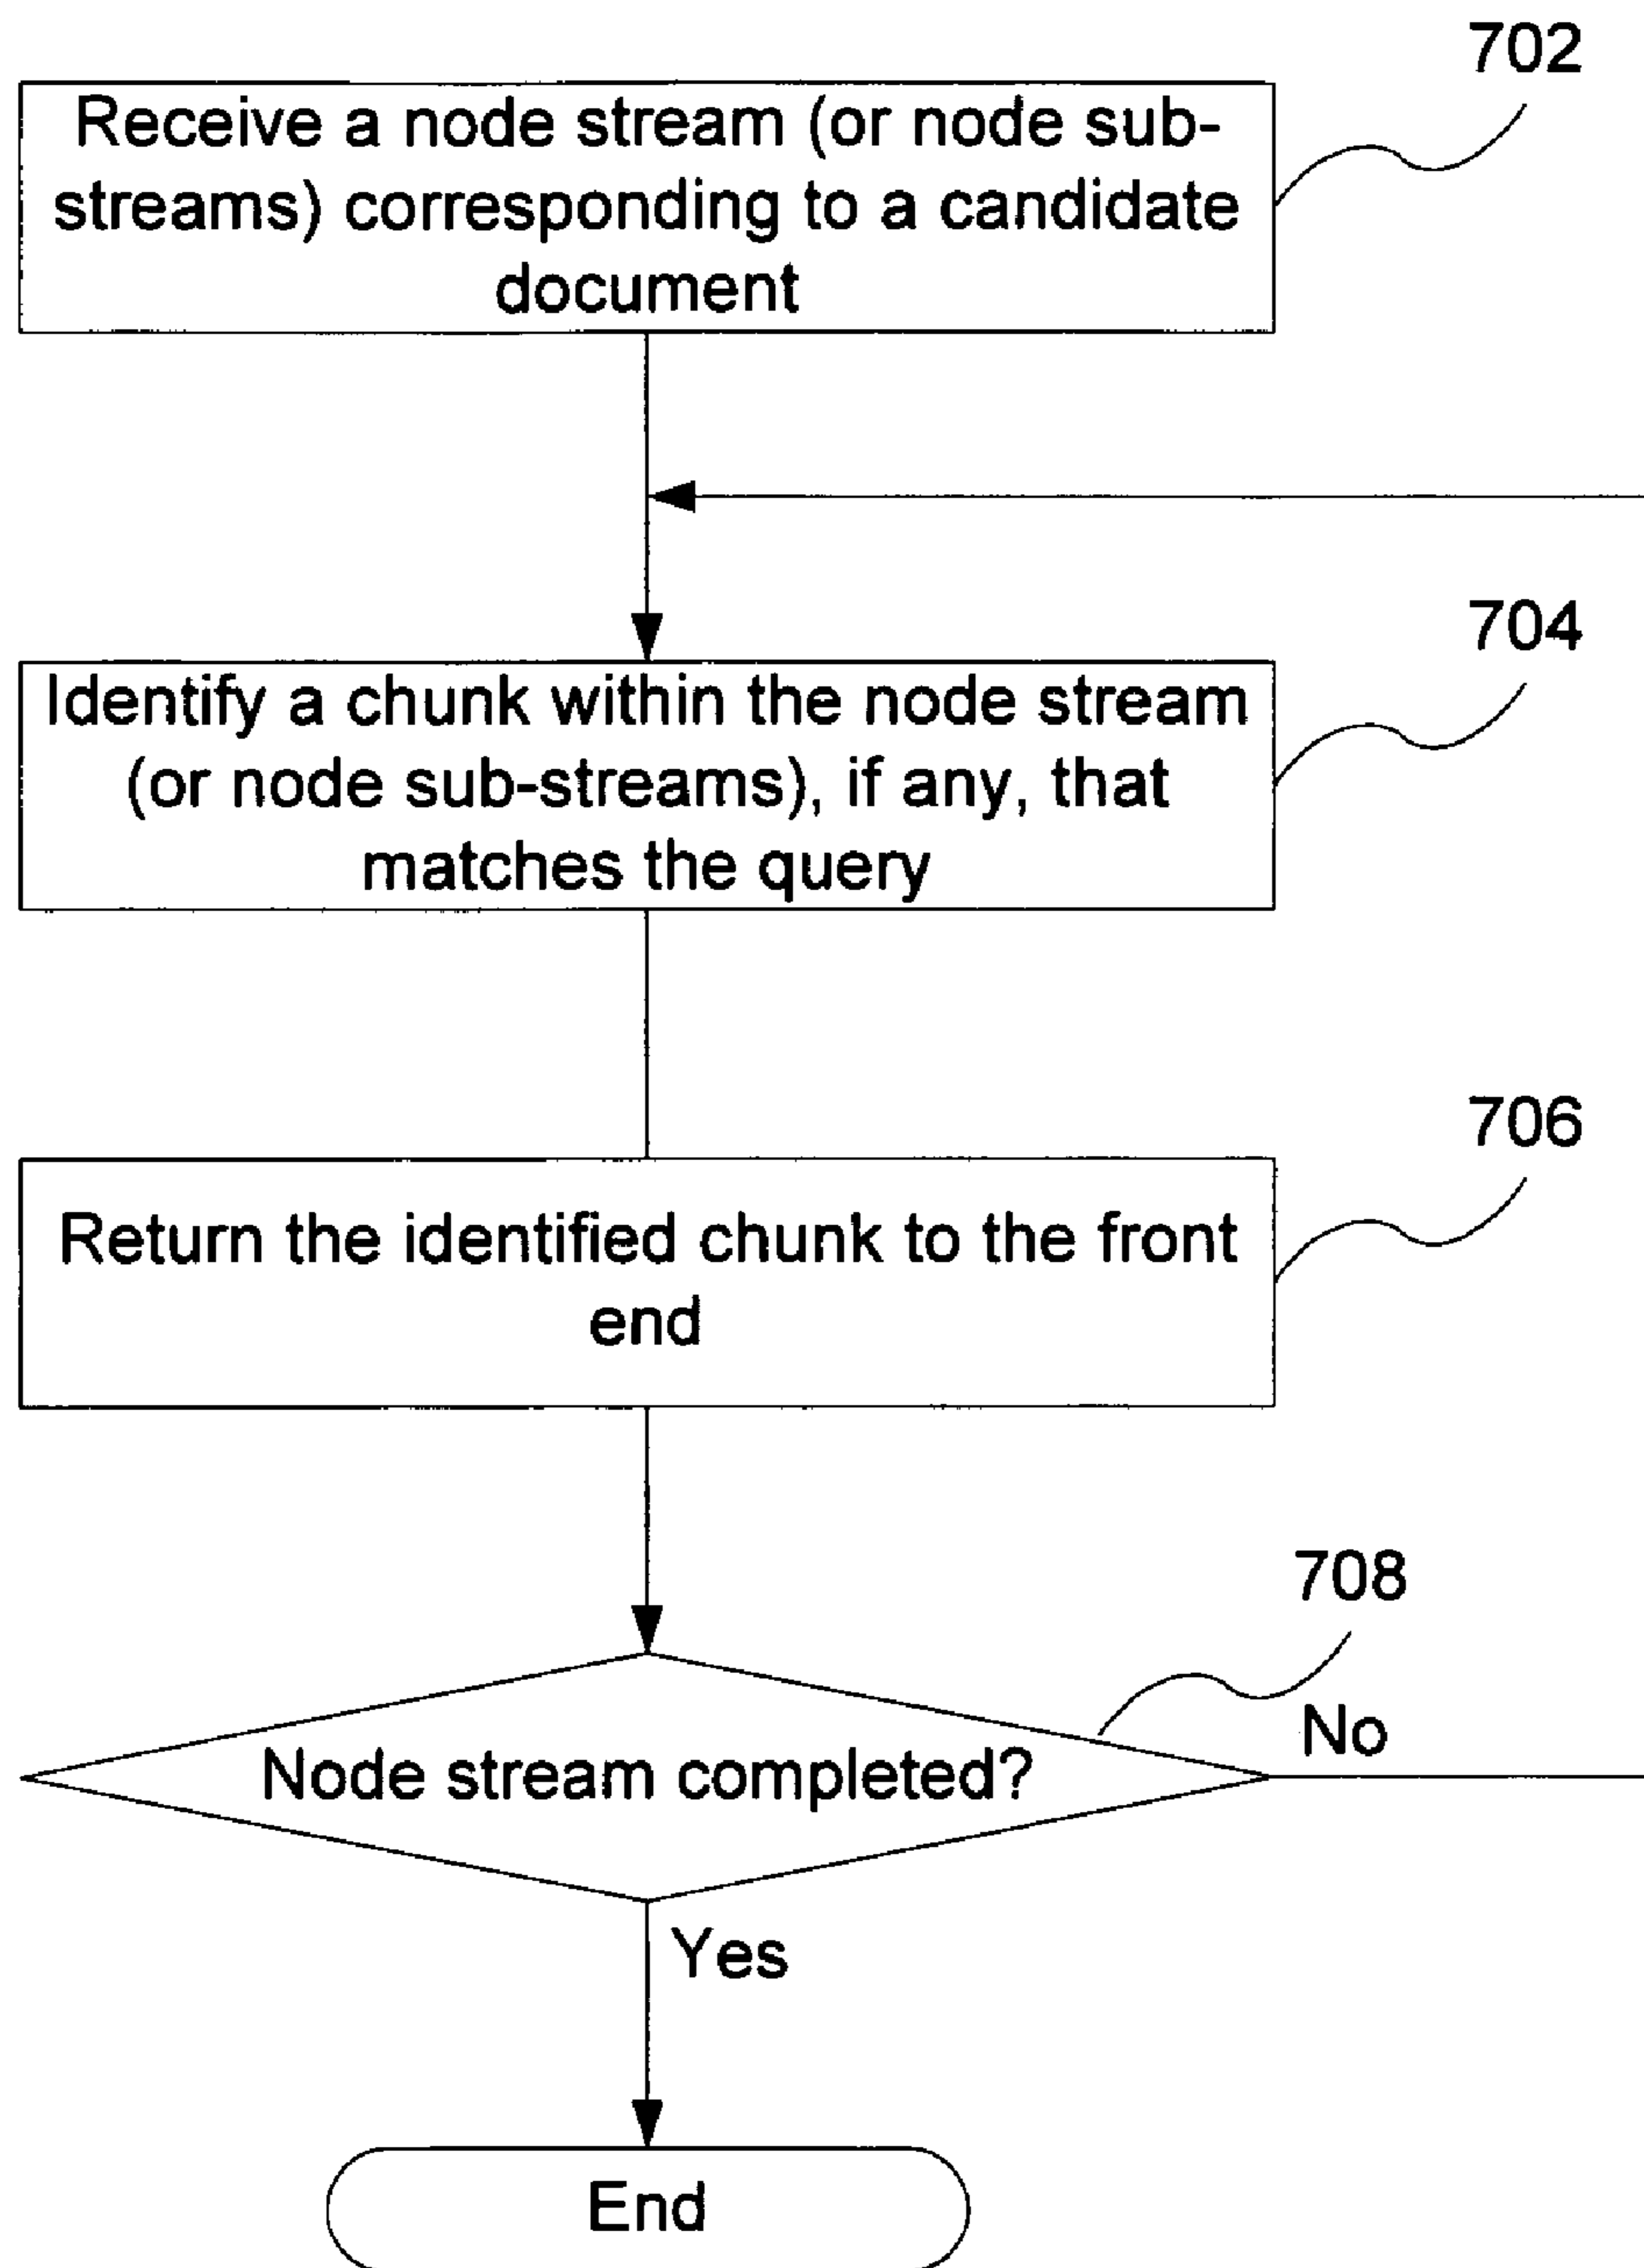 702
Receive a node stream (or node sub-
streams) corresponding to a candidate
document
704
Identify a chunk within the node stream
(or node sub-streams), if any, that
matches the query
706
Return the identified chunk to the front
end
708
Node stream completed?
No
Yes
End